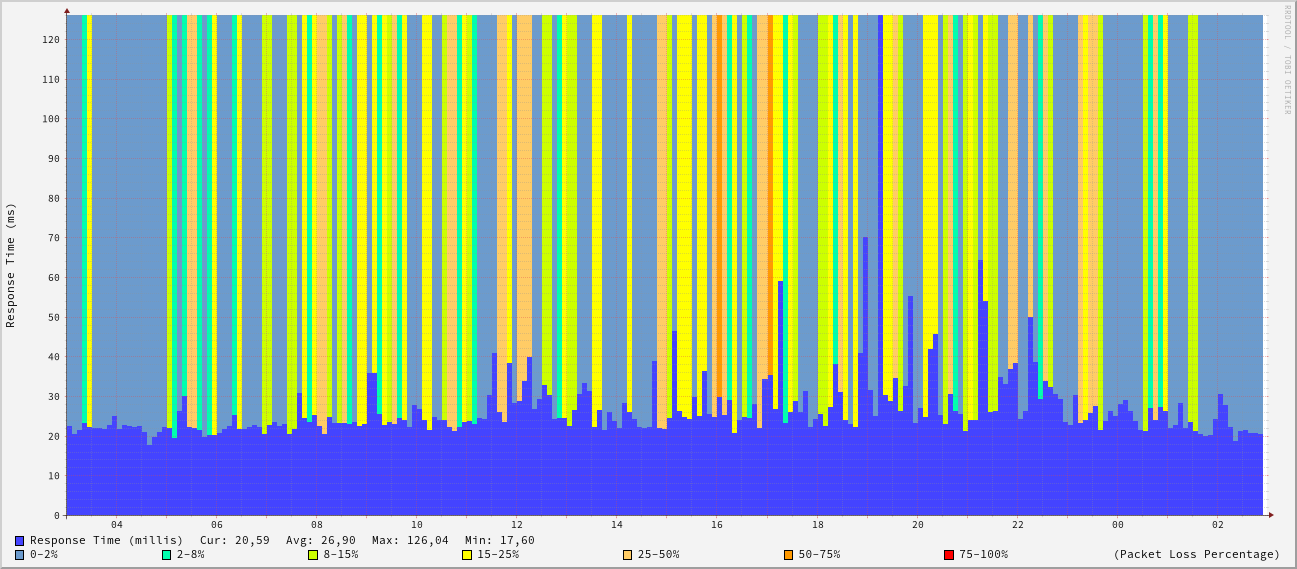 RRDTOOL / TOBI OETIKER
Response Time (ms)
120
110
100
90
80
70
60
50
40
30
20
10
0
04 06 08 10 12 14 16 18 20 22 00 02
Response Time (millis) Cur: 20,59 Avg: 26,90 Max: 126,04 Min: 17,60
0-2% 2-8% 8-15% 15-25% 25-50% 50-75% 75-100% (Packet Loss Percentage)